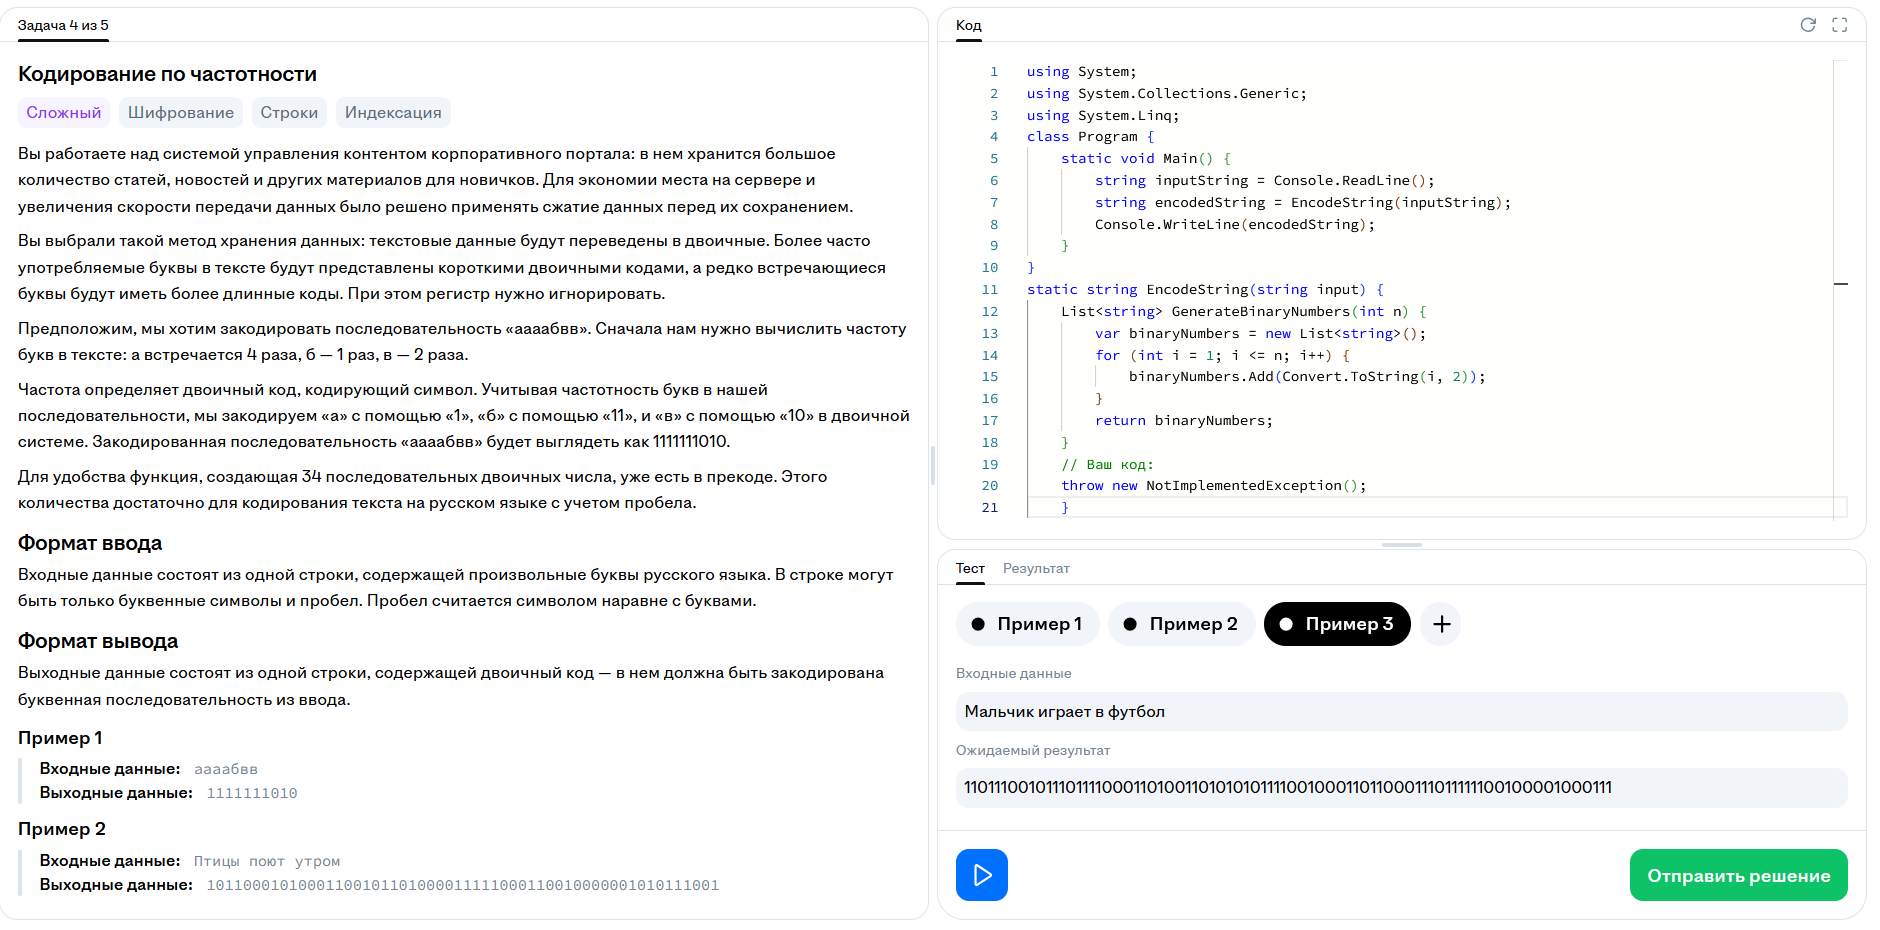 Задача 4 из 5
Кодирование по частотности
Сложный Шифрование Строки Индексация
Вы работаете над системой управления контентом корпоративного портала: в нем хранится большое
количество статей, новостей и других материалов для новичков. Для экономии места на сервере и
увеличения скорости передачи данных было решено применять сжатие данных перед их сохранением.
Вы выбрали такой метод хранения данных: текстовые данные будут переведены в двоичные. Более часто
употребляемые буквы в тексте будут представлены короткими двоичными кодами, а редко встречающиеся
буквы будут иметь более длинные коды. При этом регистр нужно игнорировать.
Предположим, мы хотим закодировать последовательность «аааабвв». Сначала нам нужно вычислить частоту
букв в тексте: а встречается 4 раза, б — 1 раз, в — 2 раза.
Частота определяет двоичный код, кодирующий символ. Учитывая частотность букв в нашей
последовательности, мы закодируем «а» с помощью «1», «б» с помощью «11», и «в» с помощью «10» в двоичной
системе. Закодированная последовательность «аааабвв» будет выглядеть как 1111111010.
Для удобства функция, создающая 34 последовательных двоичных числа, уже есть в прекоде. Этого
количества достаточно для кодирования текста на русском языке с учетом пробела.
Формат ввода
Входные данные состоят из одной строки, содержащей произвольные буквы русского языка. В строке могут
быть только буквенные символы и пробел. Пробел считается символом наравне с буквами.
Формат вывода
Выходные данные состоят из одной строки, содержащей двоичный код — в нем должна быть закодирована
буквенная последовательность из ввода.
Пример 1
Входные данные: аааабвв
Выходные данные: 1111111010
Пример 2
Входные данные: Птицы поют утром
Выходные данные: 1011000101000110010110100001111110001100100000010101110​01
Код
1 using System;
2 using System.Collections.Generic;
3 using System.Linq;
4 class Program {
5 static void Main() {
6 string inputString = Console.ReadLine();
7 string encodedString = EncodeString(inputString);
8 Console.WriteLine(encodedString);
9 }
10 }
11 static string EncodeString(string input) {
12 List<string> GenerateBinaryNumbers(int n) {
13 var binaryNumbers = new List<string>();
14 for (int i = 1; i <= n; i++) {
15 binaryNumbers.Add(Convert.ToString(i, 2));
16 }
17 return binaryNumbers;
18 }
19 // Ваш код:
20 throw new NotImplementedException();
21 }
Тест Результат
Пример 1 Пример 2 Пример 3 +
Входные данные
Мальчик играет в футбол
Ожидаемый результат
1101110010111011110001101001101010101111001000110110001110111111100100001000111
Отправить решение